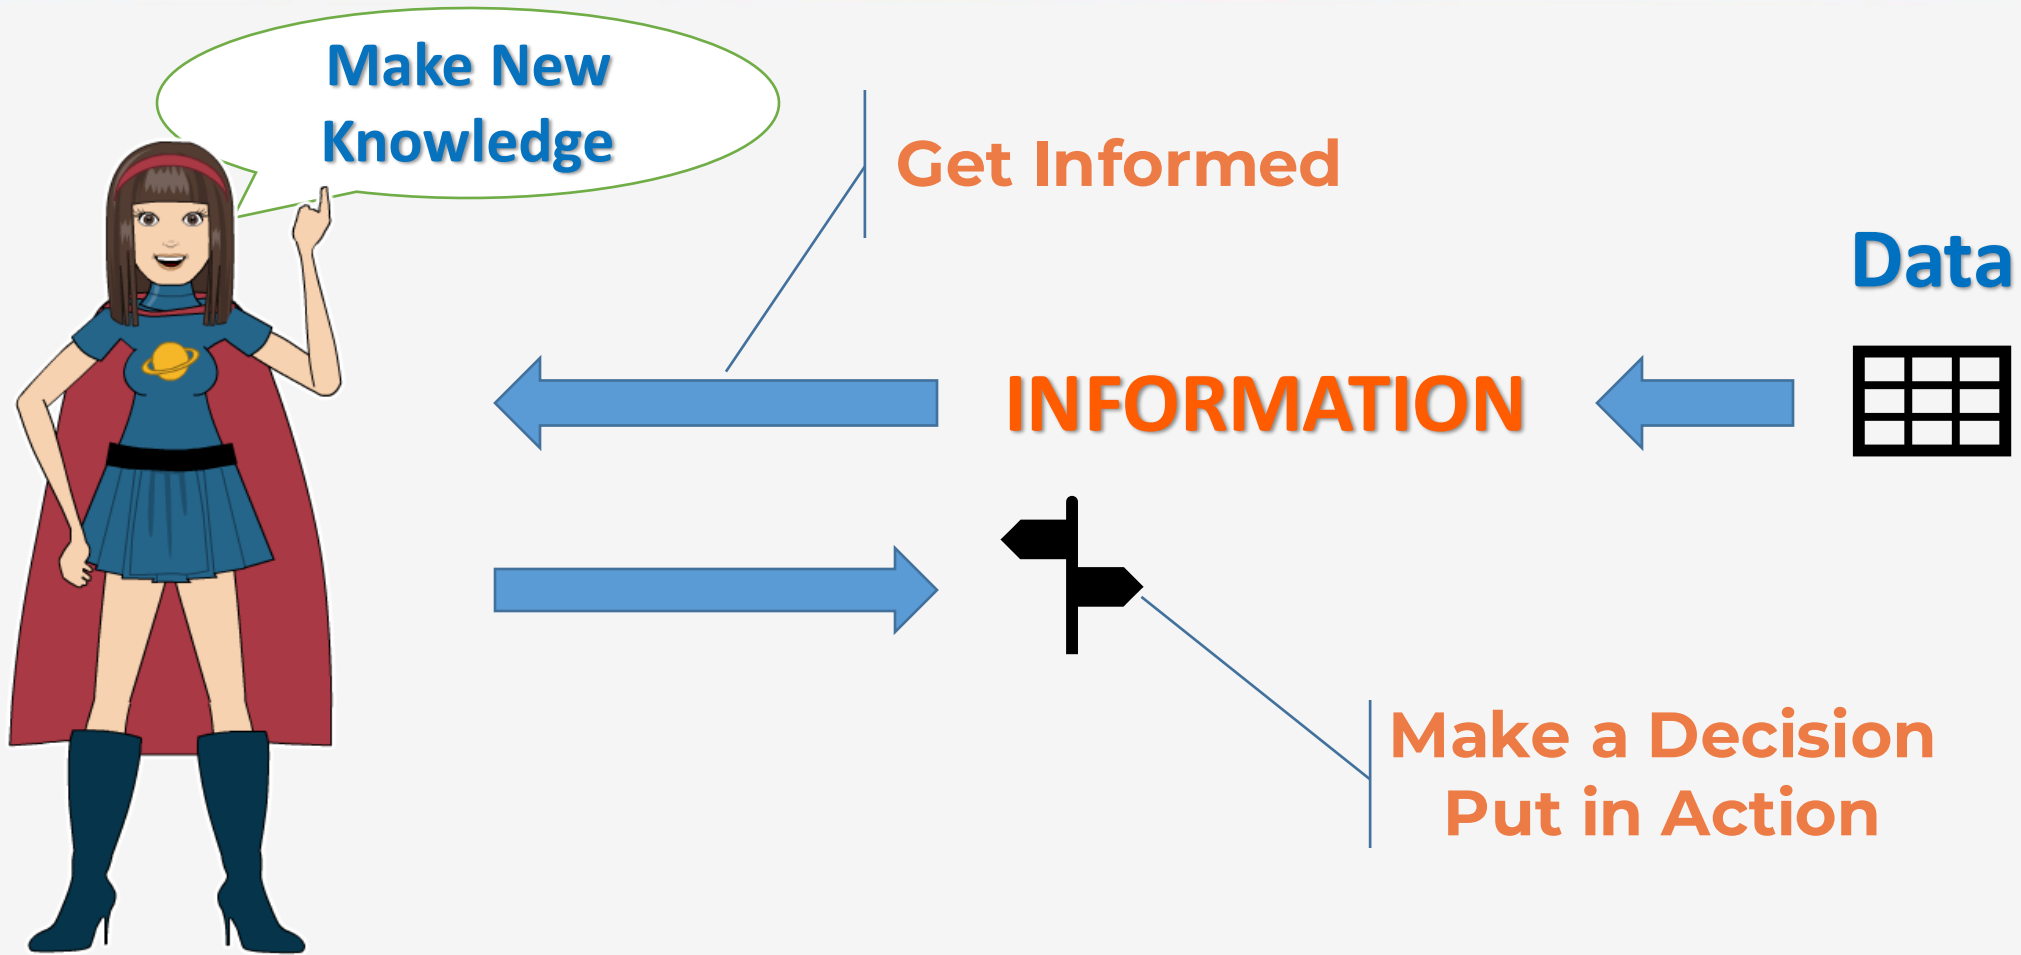 Make New
Knowledge
Get Informed
Data
INFORMATION
Make a Decision
Put in Action